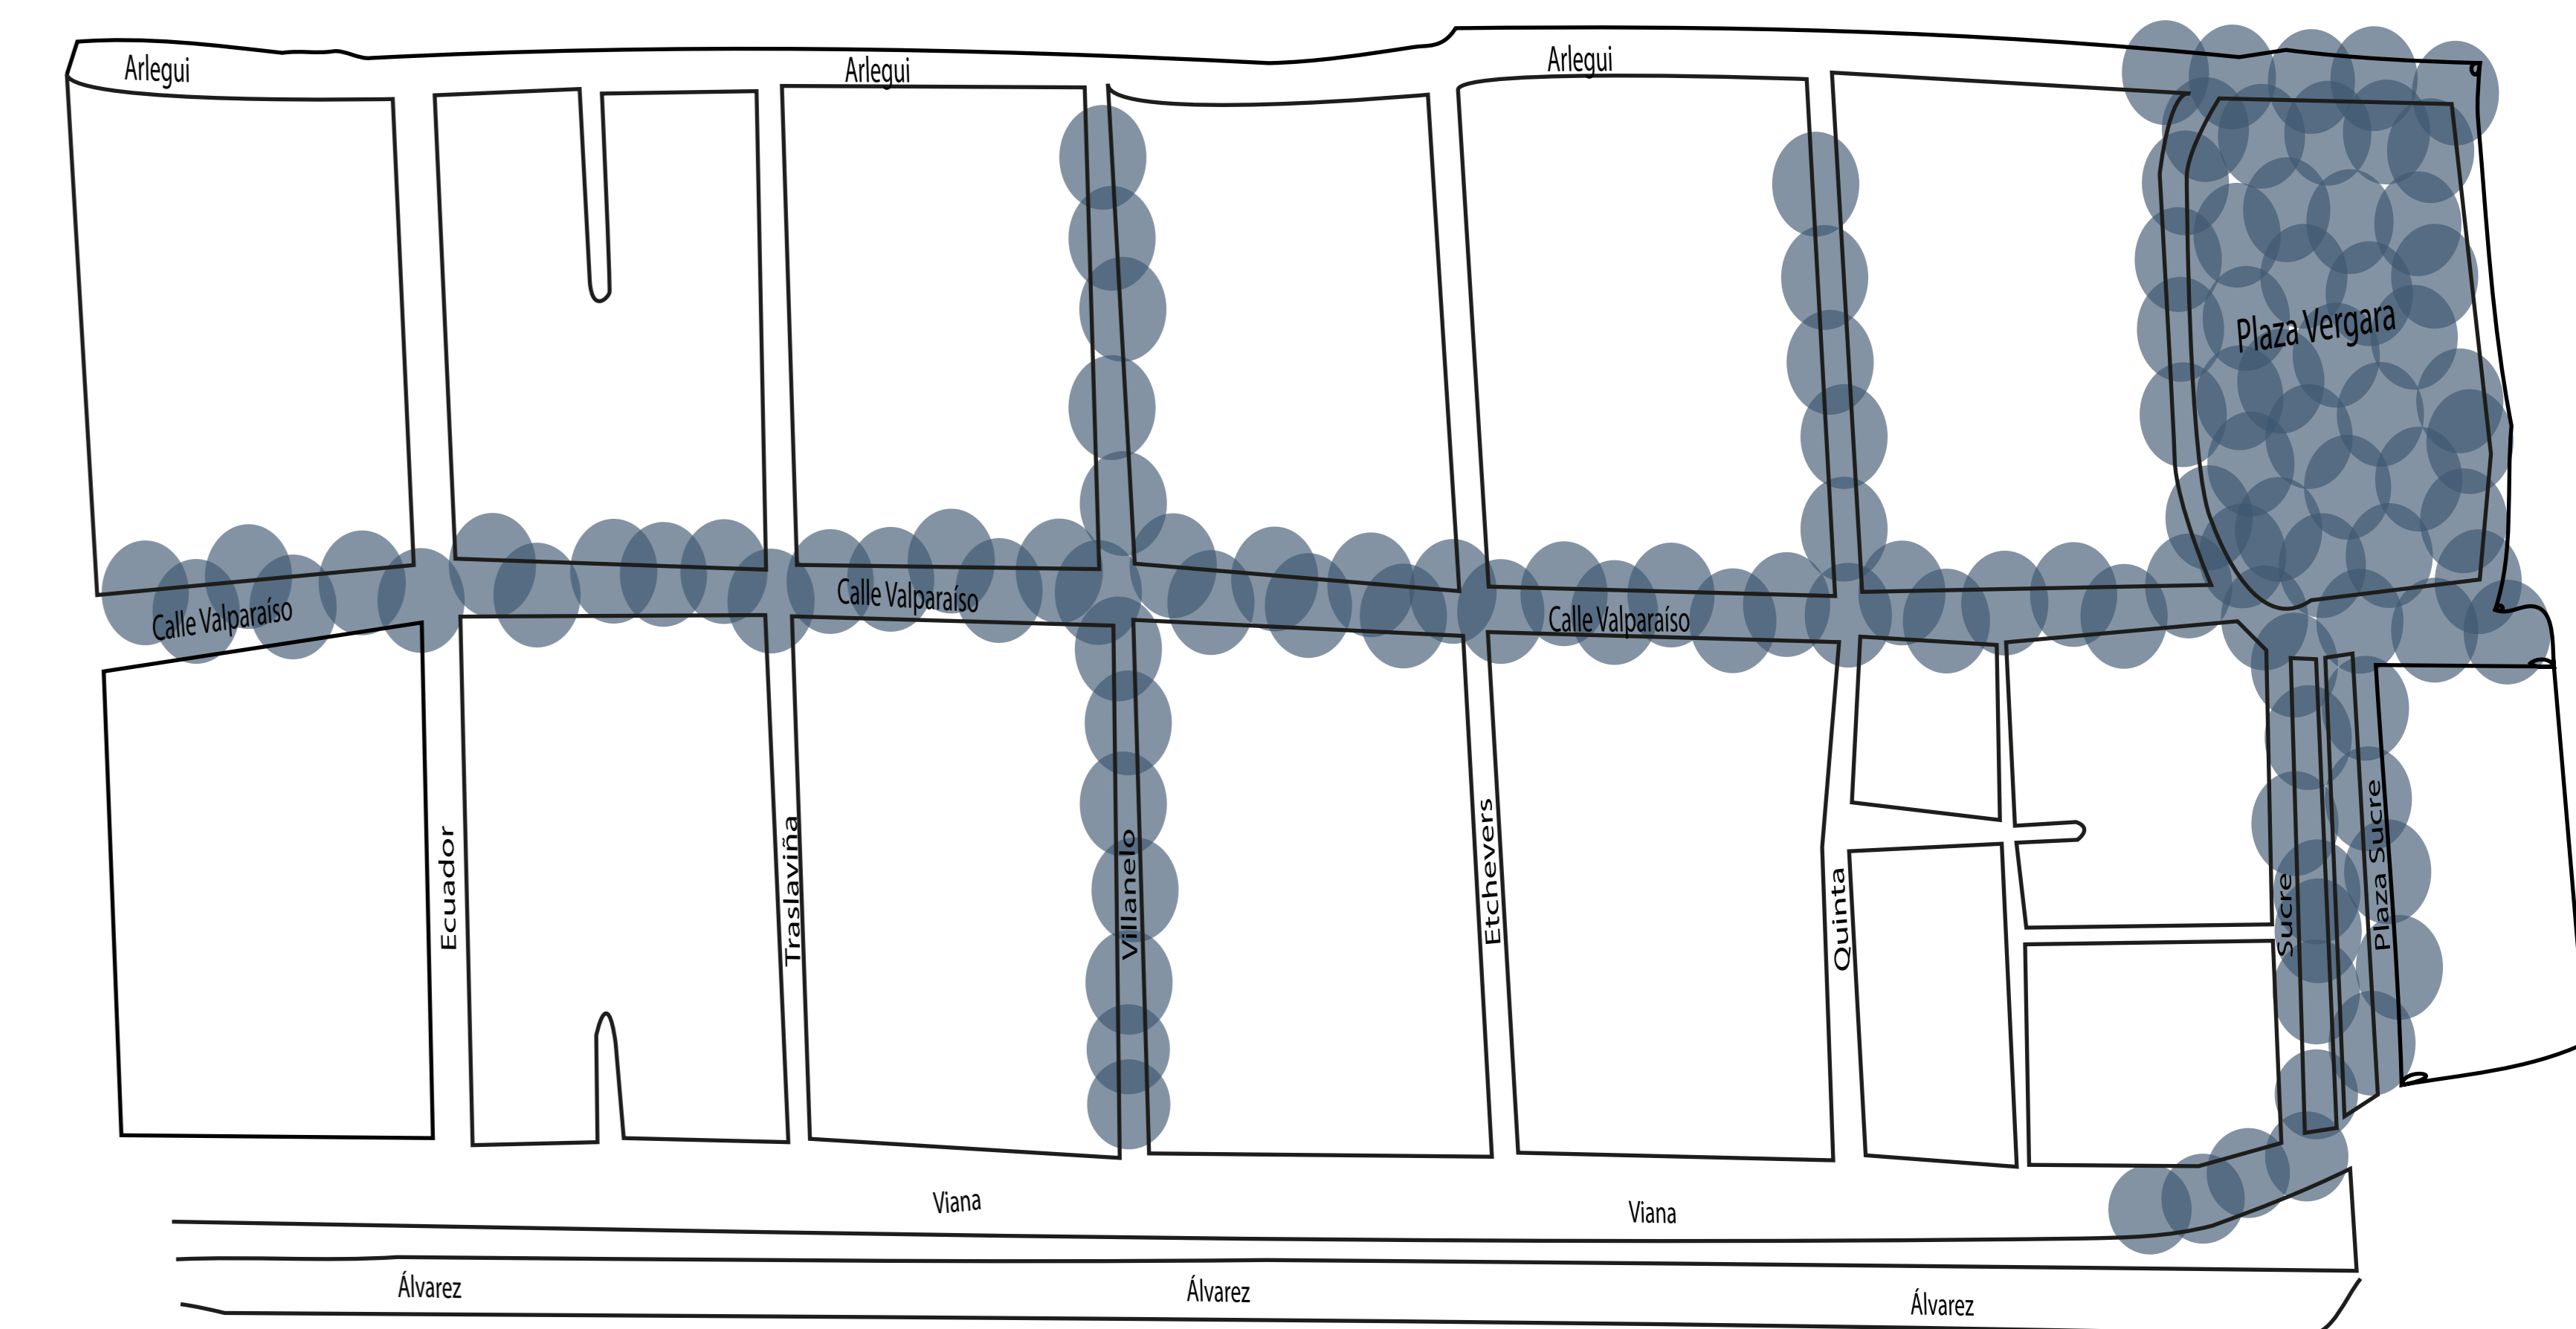 Arlegui
Arlegui
Arlegui
Plaza Vergara
Calle Valparaíso
Calle Valparaíso
Calle Valparaíso
Ecuador
Traslaviña
Villanelo
Etchevers
Quinta
Sucre
Plaza Sucre
Viana
Viana
Álvarez
Álvarez
Álvarez